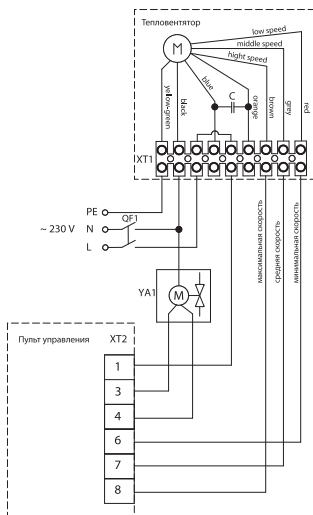 Тепловентятор
low speed
middle speed
hight speed
M
yellow-green
black
blue
C
orange
brown
grey
red
XT1
PE
QF1
~ 230 V
N
L
максимальная скорость
средняя скорость
минимальная скорость
YA1
M
Пульт управления
XT2
1
3
4
6
7
8